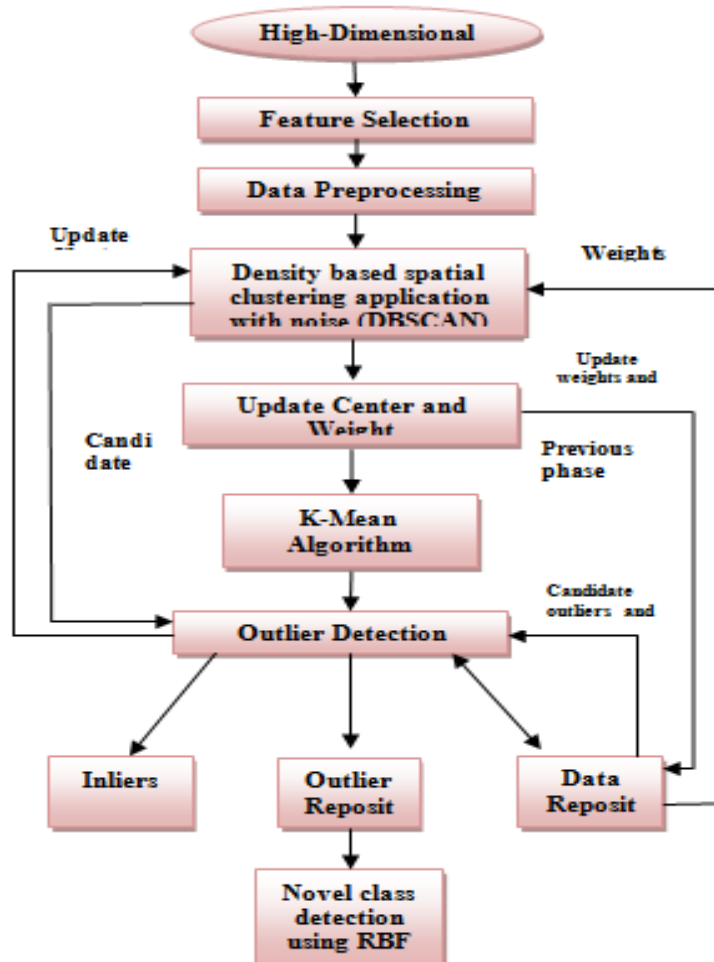 High-Dimensional
Feature Selection
Data Preprocessing
Update
Weights
Density based spatial
clustering application
with noise (DBSCAN)
Update
weights and
Update Center and
Weight
Candi
date
Previous
phase
K-Mean
Algorithm
Candidate
outliers and
Outlier Detection
Inliers
Outlier
Reposit
Data
Reposit
Novel class
detection
using RBF